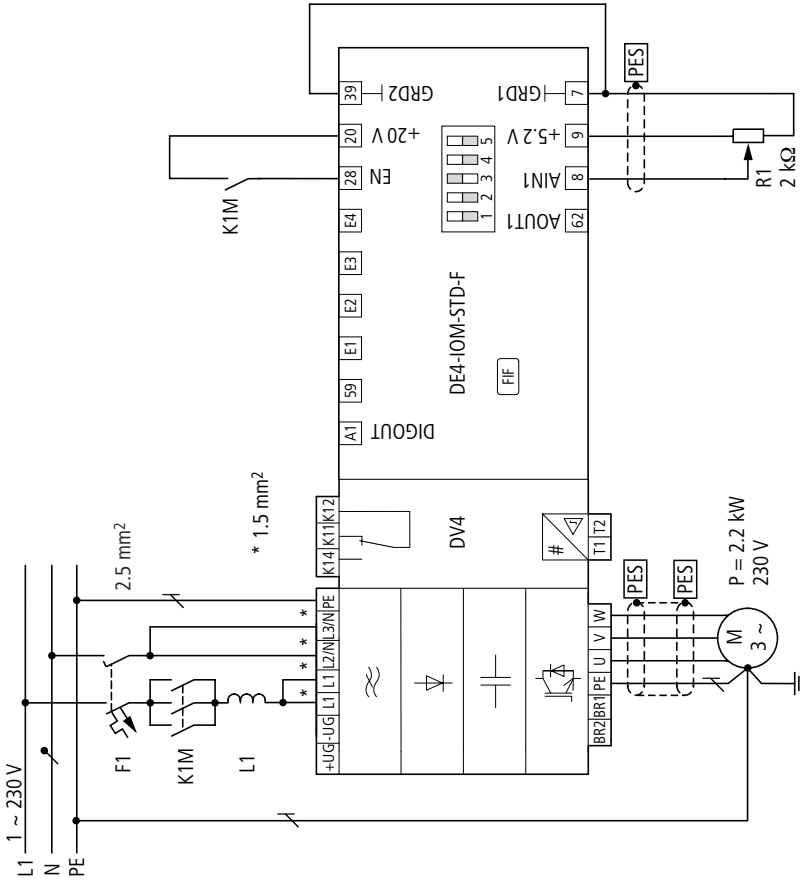 L1
1 ~ 230 V
N
PE
F1
K1M
L1
2.5 mm²
* 1.5 mm²
*
*
*
*
+UG
-UG
L1
L1
L2/N
L3/N
PE
K14
K11
K12
DV4
#
T1
T2
BR2
BR1
PE
U
V
W
PES
PES
M
3 ~
P = 2.2 kW
230 V
A1
DIGOUT
59
E1
E2
E3
E4
28
EN
20
+20 V
39
GRD2
K1M
DE4-IOM-STD-F
FIF
1
2
3
4
5
62
AOUT1
8
AIN1
9
+5.2 V
7
GRD1
PES
R1
2 kΩ